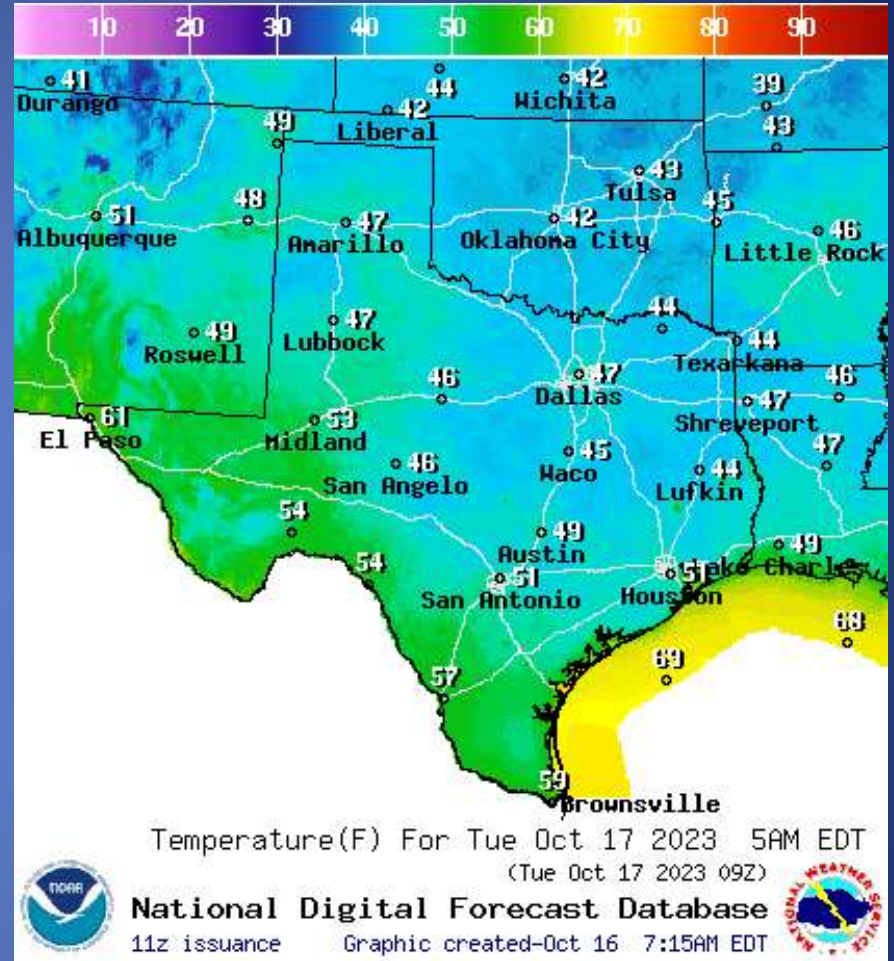 10 20 30 40 50 60 70 80 90
41
Durango
44
42
Wichita
39
42
Liberal
49
43
43
Tulsa
51
Albuquerque
48
47
Amarillo
42
Oklahoma City
45
46
Little Rock
49
Roswell
47
Lubbock
44
44
Texarkana
46
47
Dallas
47
Shreveport
46
61
El Paso
53
Midland
46
San Angelo
45
Waco
44
Lufkin
47
54
54
49
Austin
51
San Antonio
51
Houston
49
Lake Charles
68
69
57
59
Brownsville
Temperature(F) For Tue Oct 17 2023 5AM EDT
(Tue Oct 17 2023 09Z)
NOAA
National Digital Forecast Database
11z issuance Graphic created-Oct 16 7:15AM EDT
NATIONAL WEATHER SERVICE